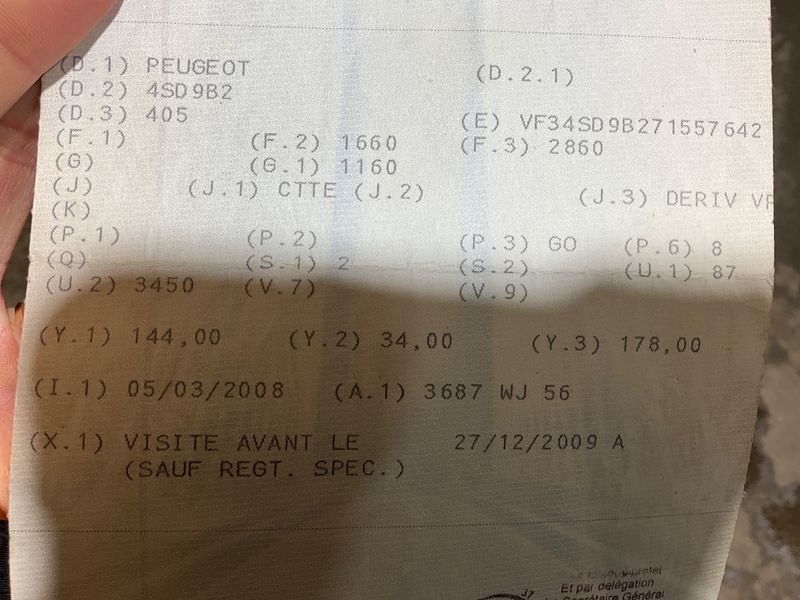 (D.1) PEUGEOT (D.2.1)
(D.2) 4SD9B2
(D.3) 405 (E) VF34SD9B271557642
(F.1) (F.2) 1660 (F.3) 2860
(G) (G.1) 1160
(J) (J.1) CTTE (J.2) (J.3) DERIV VP
(K)
(P.1) (P.2) (P.3) GO (P.6) 8
(Q) (S.1) 2 (S.2) (U.1) 87
(U.2) 3450 (V.7) (V.9)
(Y.1) 144,00 (Y.2) 34,00 (Y.3) 178,00
(I.1) 05/03/2008 (A.1) 3687 WJ 56
(X.1) VISITE AVANT LE 27/12/2009 A
(SAUF REGT. SPEC.)
Et par délégation
Secrétaire Général